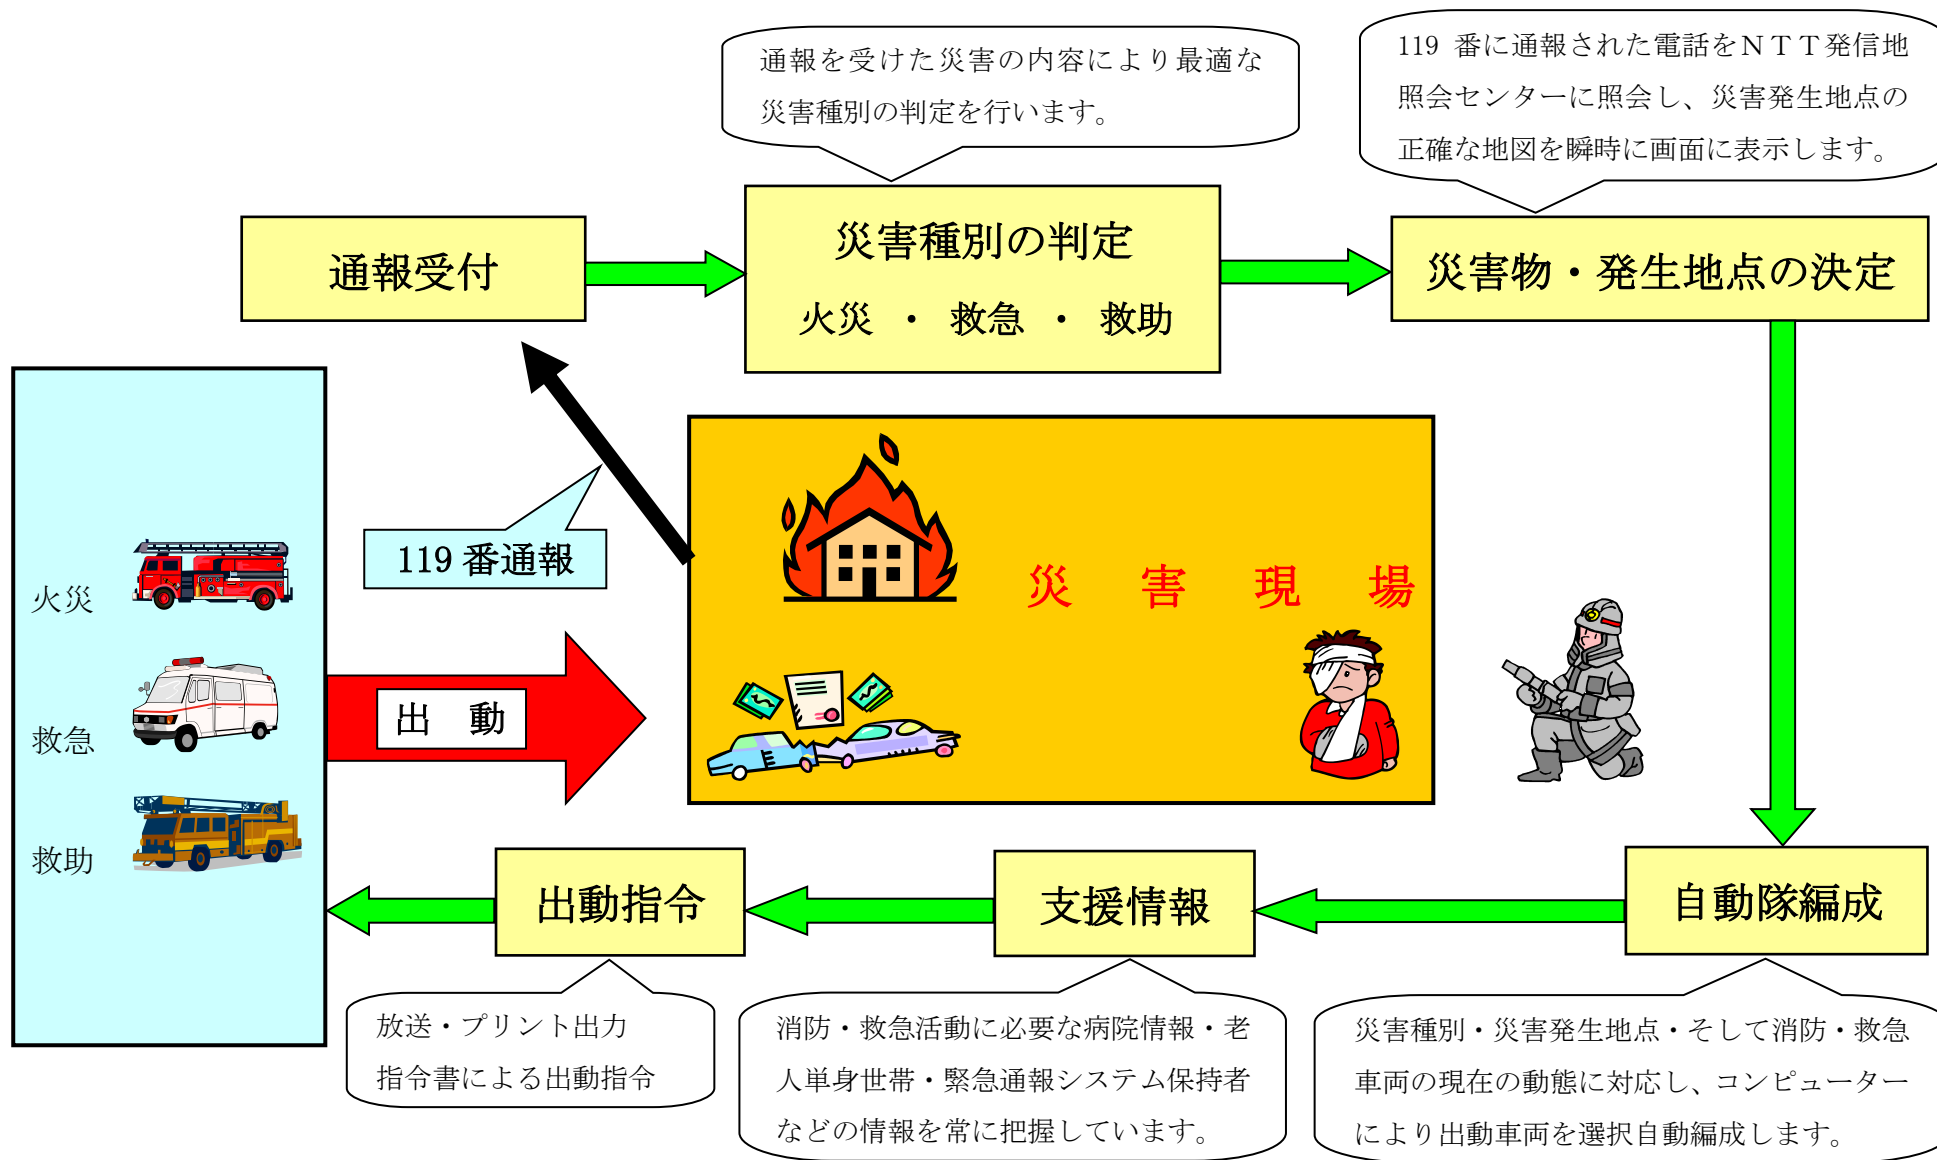 通報を受けた災害の内容により最適な
災害種別の判定を行います。
119 番に通報された電話をNTT発信地
照会センターに照会し、災害発生地点の
正確な地図を瞬時に画面に表示します。
通報受付
災害種別の判定
火災 ・ 救急 ・ 救助
災害物・発生地点の決定
119 番通報
災 害 現 場
火災
救急
救助
出 動
出動指令
支援情報
自動隊編成
放送・プリント出力
指令書による出動指令
消防・救急活動に必要な病院情報・老
人単身世帯・緊急通報システム保持者
などの情報を常に把握しています。
災害種別・災害発生地点・そして消防・救急
車両の現在の動態に対応し、コンピューター
により出動車両を選択自動編成します。